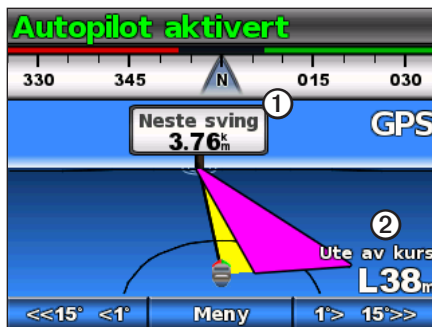 Autopilot aktivert
330 345 N 015 030
①
Neste sving
3.76km
GPS
②
Ute av kurs
L38m
<<15° <1° Meny 1°> 15°>>